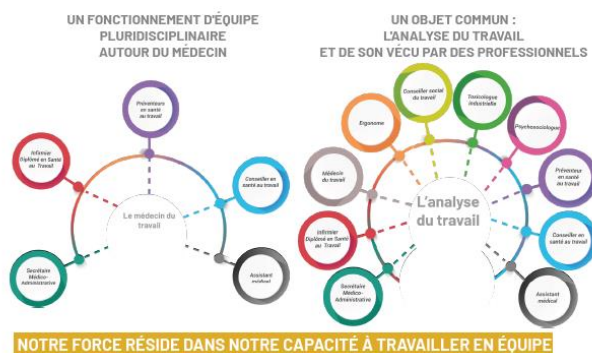 UN FONCTIONNEMENT D'ÉQUIPE
PLURIDISCIPLINAIRE
AUTOUR DU MÉDECIN
Préventeurs
en santé
au travail
Infirmier
Diplômé en Santé
au Travail
Conseiller en
santé au travail
Le médecin du
travail
Secrétaire
Médico-
Administrative
Assistant
médical
UN OBJET COMMUN :
L'ANALYSE DU TRAVAIL
ET DE SON VÉCU PAR DES PROFESSIONNELS
Conseiller social
du travail
Toxicologue
industrielle
Ergonome
Psychosociologue
Médecin
du travail
Préventeur
en santé
au travail
L'analyse
du travail
Infirmier
Diplômé en Santé
au Travail
Conseiller en
santé au travail
Secrétaire
Médico-
Administrative
Assistant
médical
NOTRE FORCE RÉSIDE DANS NOTRE CAPACITÉ À TRAVAILLER EN ÉQUIPE